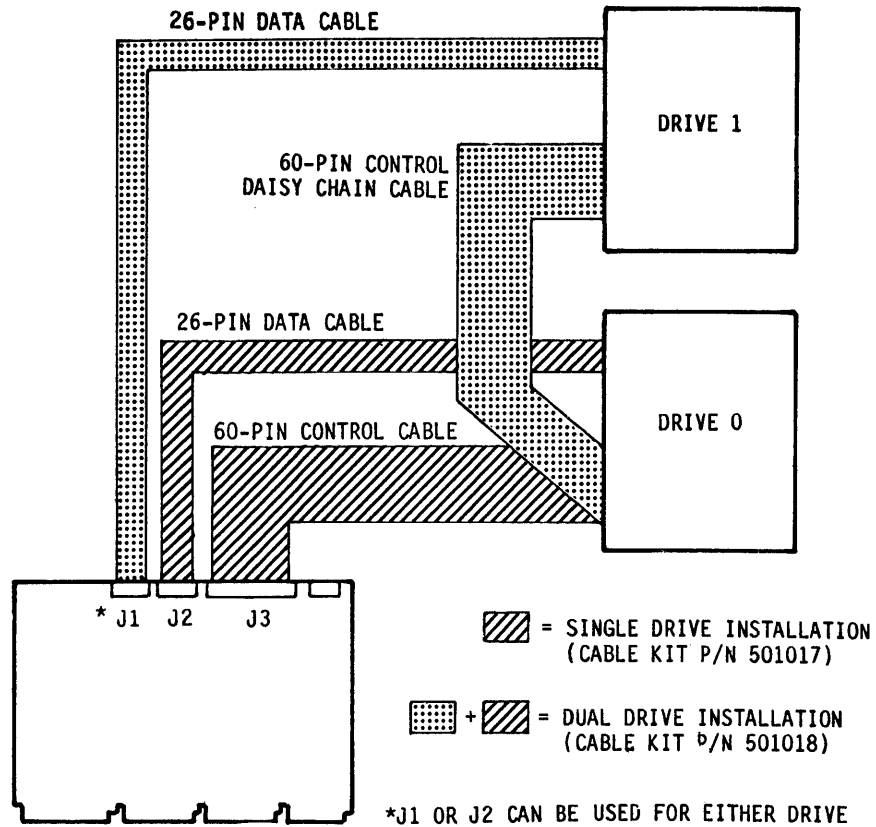 26-PIN DATA CABLE
DRIVE 1
60-PIN CONTROL
DAISY CHAIN CABLE
26-PIN DATA CABLE
DRIVE 0
60-PIN CONTROL CABLE
* J1 J2 J3
= SINGLE DRIVE INSTALLATION
(CABLE KIT P/N 501017)
+ = DUAL DRIVE INSTALLATION
(CABLE KIT P/N 501018)
*J1 OR J2 CAN BE USED FOR EITHER DRIVE